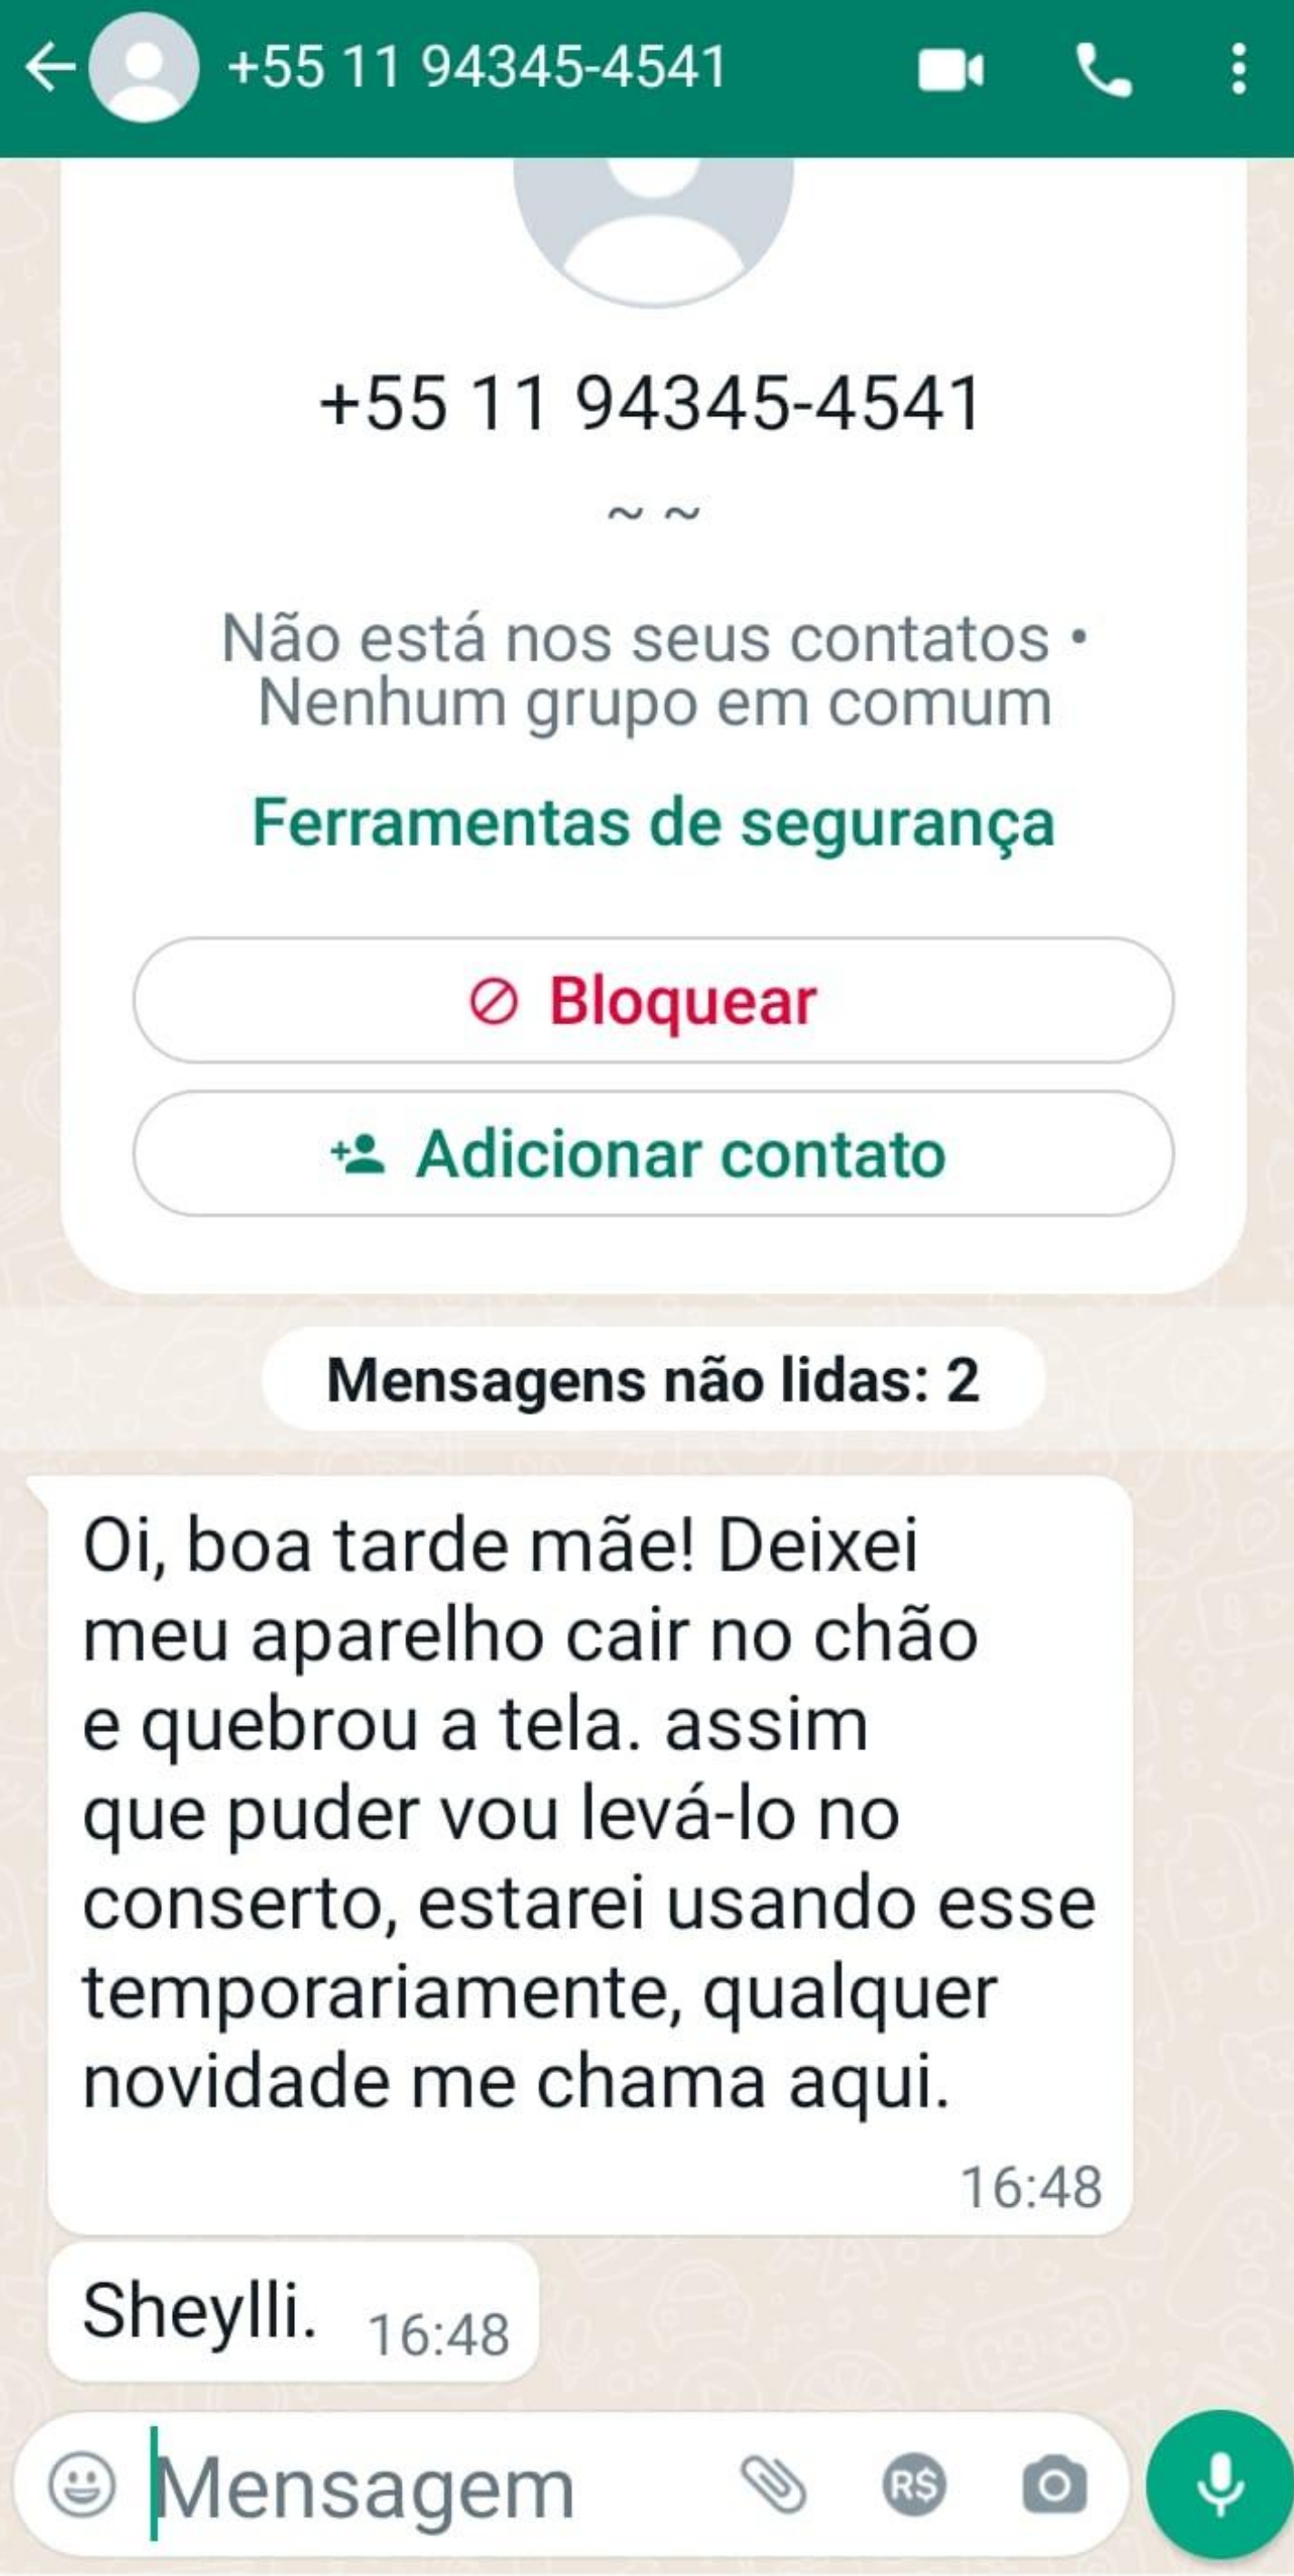 +55 11 94345-4541
+55 11 94345-4541
~ ~
Não está nos seus contatos •
Nenhum grupo em comum
Ferramentas de segurança
Bloquear
Adicionar contato
Mensagens não lidas: 2
Oi, boa tarde mãe! Deixei
meu aparelho cair no chão
e quebrou a tela. assim
que puder vou levá-lo no
conserto, estarei usando esse
temporariamente, qualquer
novidade me chama aqui.
16:48
Sheylli. 16:48
Mensagem R$